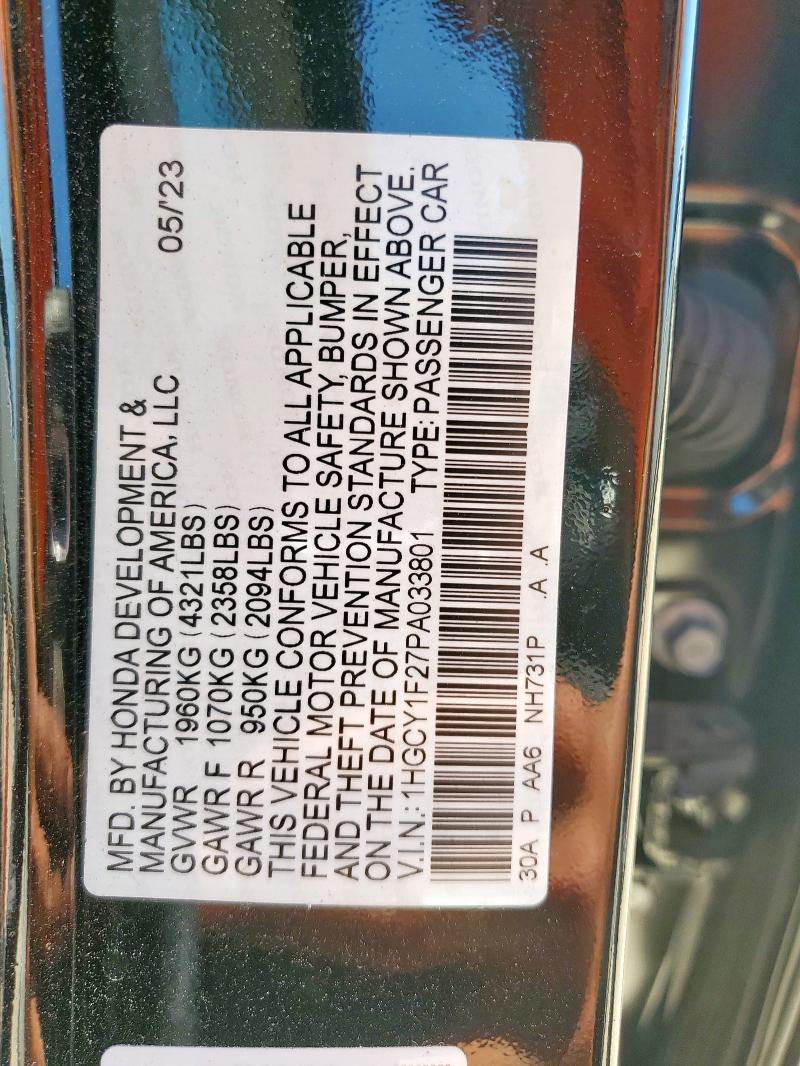 MFD. BY HONDA DEVELOPMENT &
MANUFACTURING OF AMERICA, LLC 05/'23
GVWR 1960KG (4321LBS)
GAWR F 1070KG (2358LBS)
GAWR R 950KG (2094LBS)
THIS VEHICLE CONFORMS TO ALL APPLICABLE
FEDERAL MOTOR VEHICLE SAFETY, BUMPER,
AND THEFT PREVENTION STANDARDS IN EFFECT
ON THE DATE OF MANUFACTURE SHOWN ABOVE.
V.I.N.: 1HGCY1F27PA033801 TYPE: PASSENGER CAR
30A P AA6 NH731P .A .A